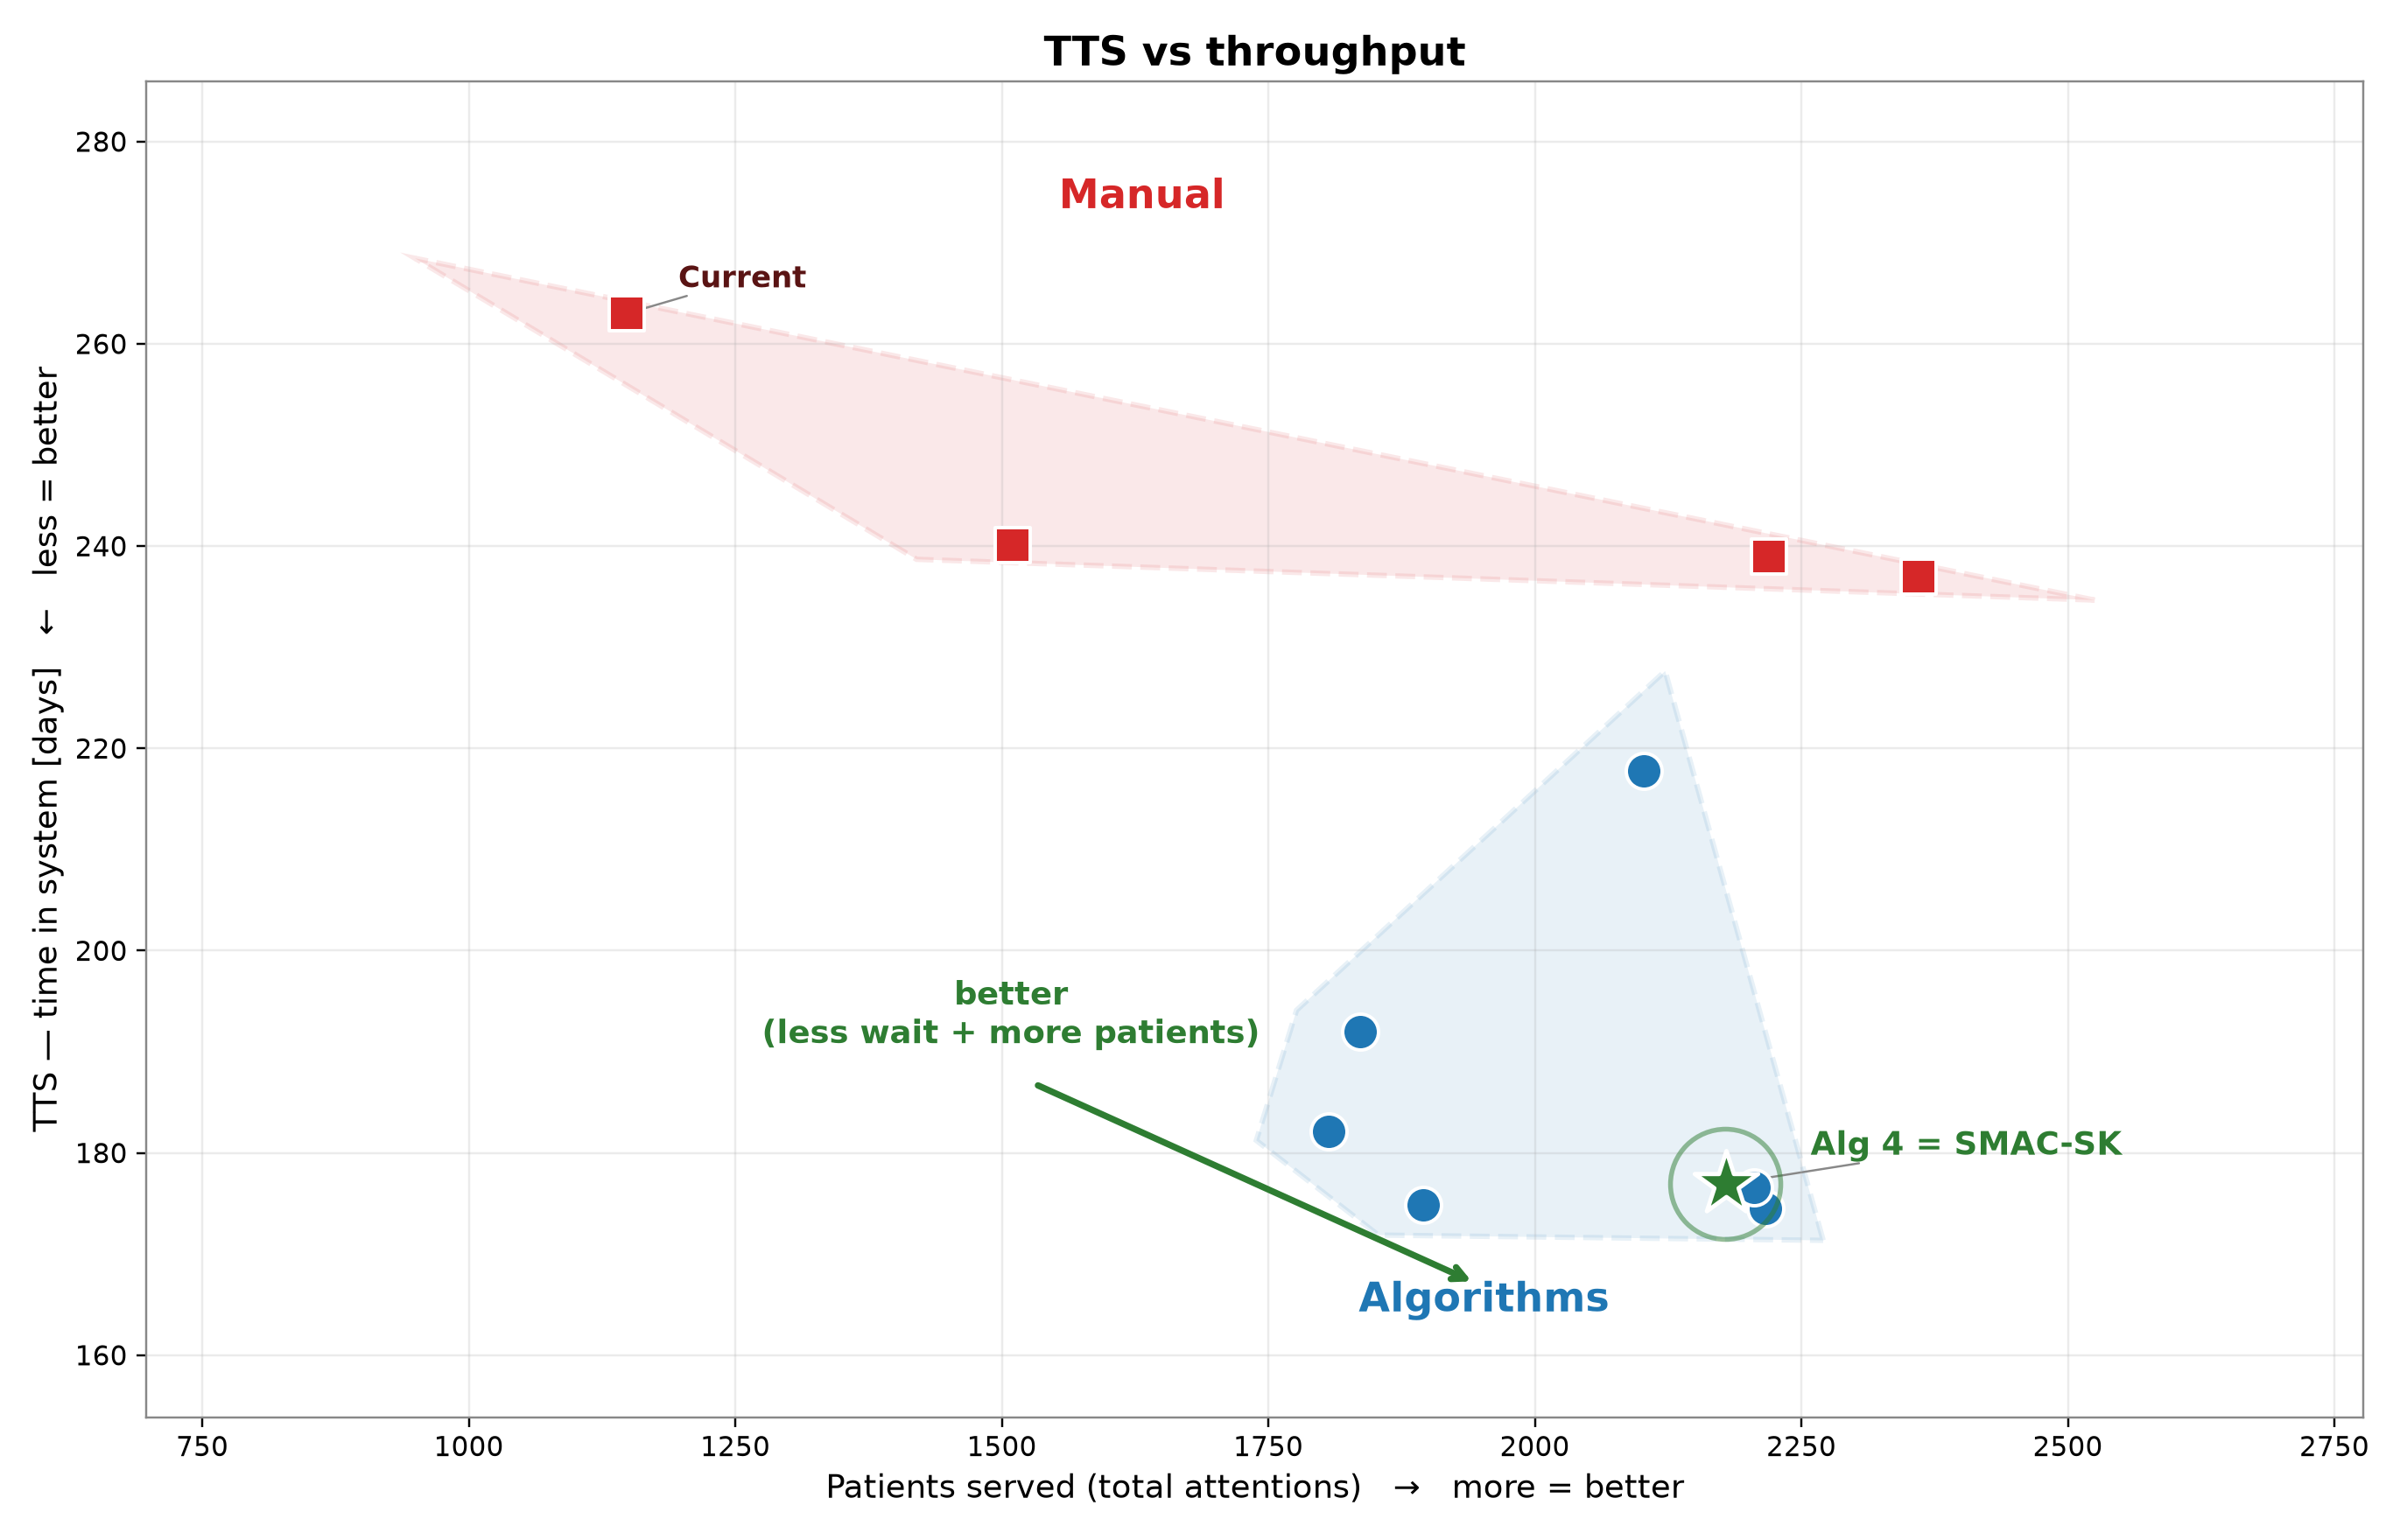 TTS vs throughput
280
260
240
220
200
180
160
TTS — time in system [days] ← less = better
Manual
Current
better
(less wait + more patients)
Alg 4 = SMAC-SK
Algorithms
750 1000 1250 1500 1750 2000 2250 2500 2750
Patients served (total attentions) → more = better